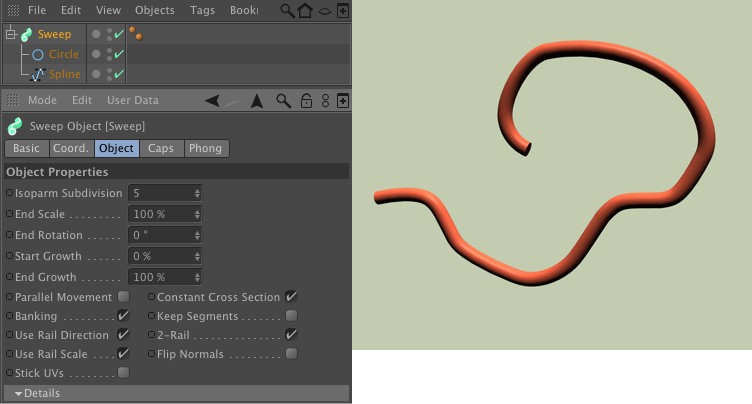 File Edit View Objects Tags Book
Sweep
Circle
Spline
Mode Edit User Data
Sweep Object [Sweep]
Basic Coord. Object Caps Phong
Object Properties
Isoparm Subdivision 5
End Scale . . . . . . . . 100 %
End Rotation . . . . . 0 °
Start Growth . . . . . 0 %
End Growth . . . . . . 100 %
Parallel Movement Constant Cross Section
Banking . . . . . . . . . Keep Segments . . . . . . . .
Use Rail Direction 2-Rail . . . . . . . . . . . . . .
Use Rail Scale . . . . Flip Normals . . . . . . . . . .
Stick UVs . . . . . . . .
Details